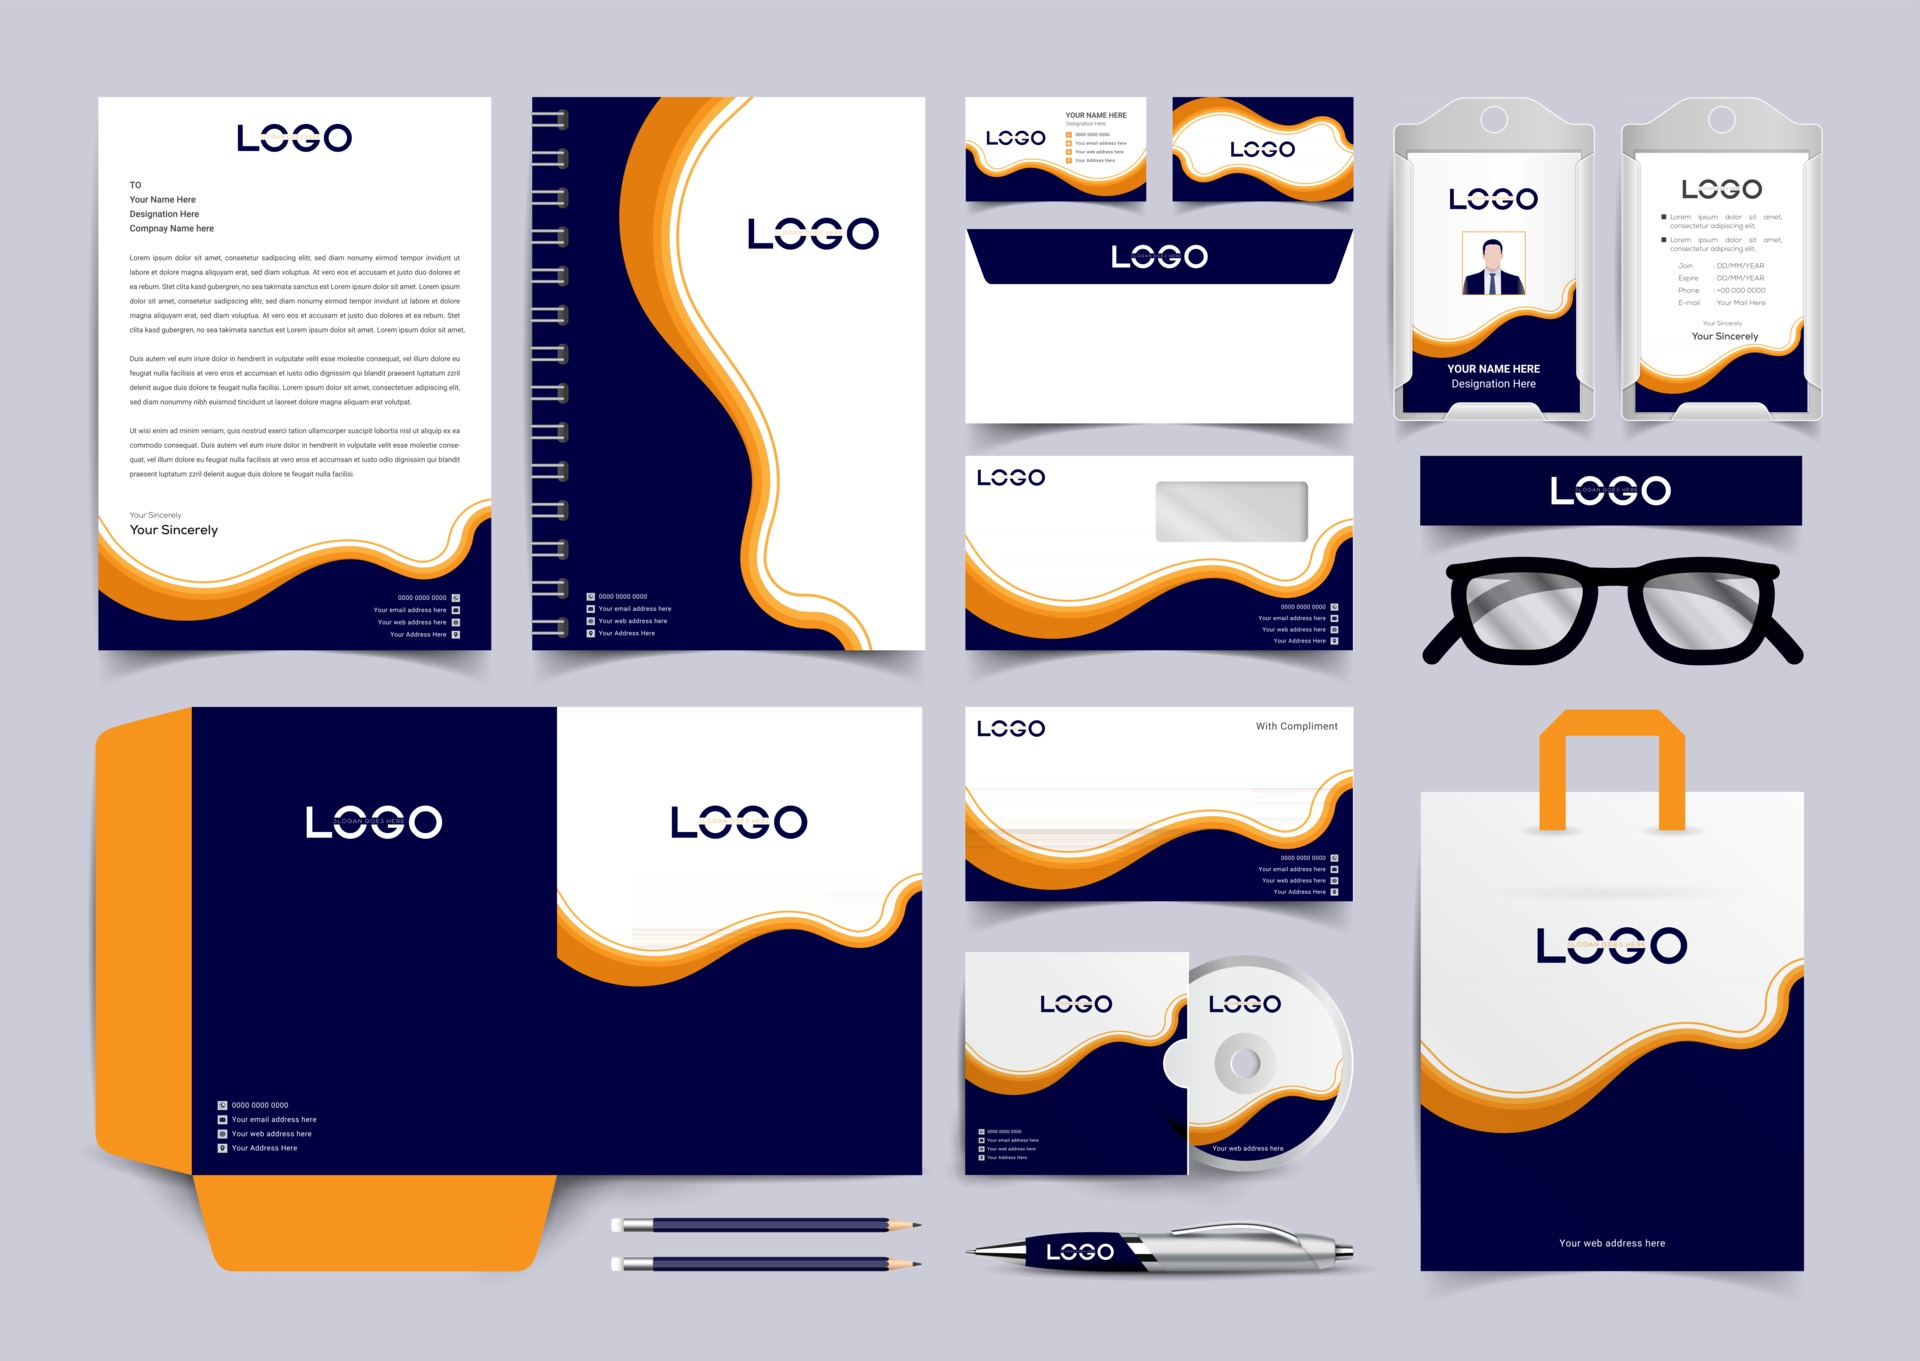 LOGO
TO
Your Name Here
Designation Here
Compnay Name here
Lorem ipsum dolor sit amet, consetetur sadipscing elitr, sed diam nonumy eirmod tempor invidunt ut
labore et dolore magna aliquyam erat, sed diam voluptua. At vero eos et accusam et justo duo dolores et
ea rebum. Stet clita kasd gubergren, no sea takimata sanctus est Lorem ipsum dolor sit amet. Lorem ipsum
dolor sit amet, consetetur sadipscing elitr, sed diam nonumy eirmod tempor invidunt ut labore et dolore
magna aliquyam erat, sed diam voluptua. At vero eos et accusam et justo duo dolores et ea rebum. Stet
clita kasd gubergren, no sea takimata sanctus est Lorem ipsum dolor sit amet. Lorem ipsum dolor sit amet,
Duis autem vel eum iriure dolor in hendrerit in vulputate velit esse molestie consequat, vel illum dolore eu
feugiat nulla facilisis at vero eros et accumsan et iusto odio dignissim qui blandit praesent luptatum zzril
delenit augue duis dolore te feugait nulla facilisi. Lorem ipsum dolor sit amet, consectetuer adipiscing elit,
sed diam nonummy nibh euismod tincidunt ut laoreet dolore magna aliquam erat volutpat.
Ut wisi enim ad minim veniam, quis nostrud exerci tation ullamcorper suscipit lobortis nisl ut aliquip ex ea
commodo consequat. Duis autem vel eum iriure dolor in hendrerit in vulputate velit esse molestie conse-
quat, vel illum dolore eu feugiat nulla facilisis at vero eros et accumsan et iusto odio dignissim qui blandit
praesent luptatum zzril delenit augue duis dolore te feugait nulla facilisi.
Your Sincerely
Your Sincerely
0000 0000 0000
Your email address here
Your web address here
Your Address Here
LOGO
SLOGAN GOES HERE
0000 0000 0000
Your email address here
Your web address here
Your Address Here
LOGO
YOUR NAME HERE
Designation Here
0000 0000 0000
Your email address here
Your web address here
Your Address Here
LOGO
LOGO
SLOGAN GOES HERE
LOGO
0000 0000 0000
Your email address here
Your web address here
Your Address Here
LOGO
YOUR NAME HERE
Designation Here
LOGO
Lorem ipsum dolor sit amet,
consectetur adipiscing elit.
Lorem ipsum dolor sit amet,
consectetur adipiscing elit.
Join : DD/MM/YEAR
Expire : DD/MM/YEAR
Phone : +00 000 0000
E-mail : Your Mail Here
Your Sincerely
Your Sincerely
LOGO
SLOGAN GOES HERE
LOGO
SLOGAN GOES HERE
0000 0000 0000
Your email address here
Your web address here
Your Address Here
LOGO
SLOGAN GOES HERE
LOGO
With Compliment
0000 0000 0000
Your email address here
Your web address here
Your Address Here
LOGO
0000 0000 0000
Your email address here
Your web address here
Your Address Here
LOGO
Your web address here
LOGO
LOGO
SLOGAN GOES HERE
Your web address here